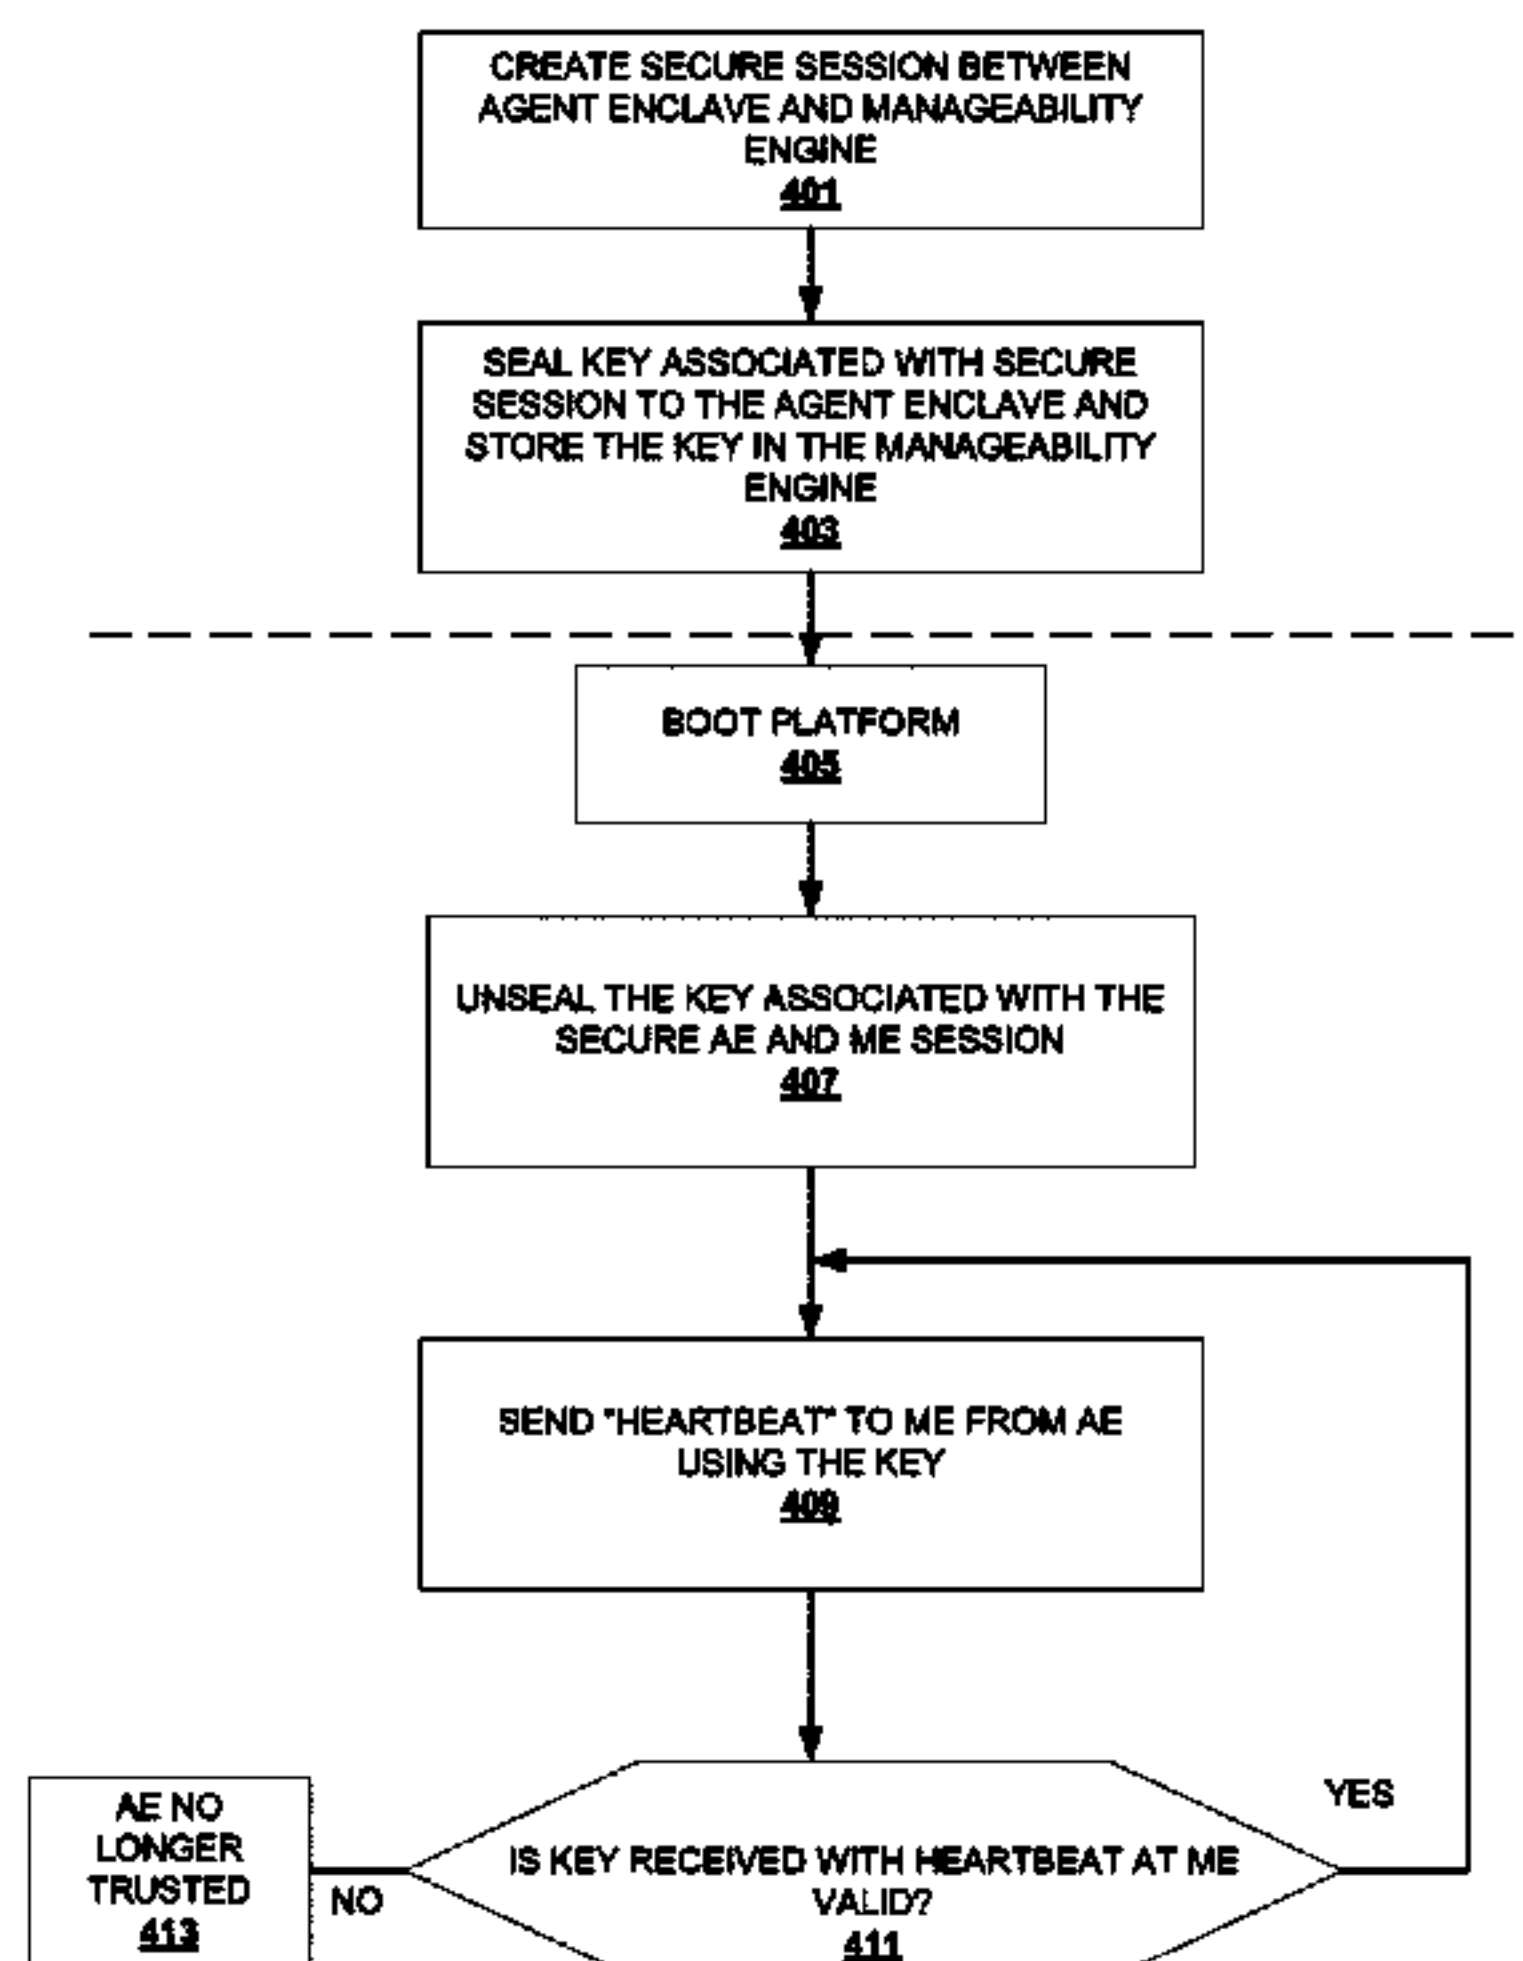 CREATE SECURE SESSION BETWEEN
AGENT ENCLAVE AND MANAGEABILITY
ENGINE
401
SEAL KEY ASSOCIATED WITH SECURE
SESSION TO THE AGENT ENCLAVE AND
STORE THE KEY IN THE MANAGEABILITY
ENGINE
403
BOOT PLATFORM
405
UNSEAL THE KEY ASSOCIATED WITH THE
SECURE AE AND ME SESSION
407
SEND "HEARTBEAT" TO ME FROM AE
USING THE KEY
409
IS KEY RECEIVED WITH HEARTBEAT AT ME
VALID?
411
YES
NO
AE NO
LONGER
TRUSTED
413